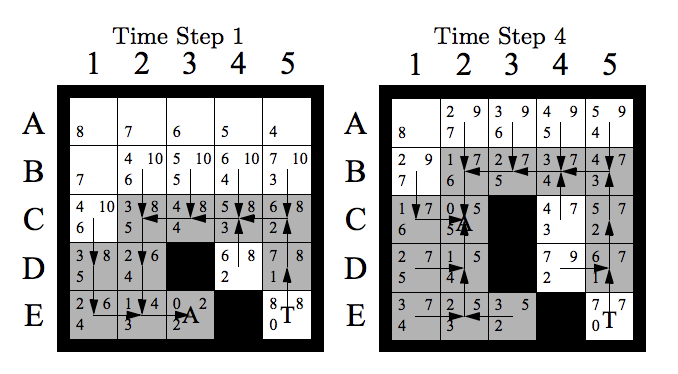 Time Step 1
1 2 3 4 5
A
8 7 6 5 4
4 10 5 10 6 10 7 10
B
7 6 5 4 3
4 10 3 8 4 8 5 8 6 8
C
6 5 4 3 2
3 8 2 6 6 8 7 8
D
5 4 2 1
2 6 1 4 0 2 8 8
E A T
4 3 2 0
Time Step 4
1 2 3 4 5
2 9 3 9 4 9 5 9
A
8 7 6 5 4
2 9 1 7 2 7 3 7 4 7
B
7 6 5 4 3
1 7 0 5 4 7 5 7
C A
6 5 3 2
2 7 1 5 7 9 6 7
D
5 4 2 1
3 7 2 5 3 5 7 7
E T
4 3 2 0